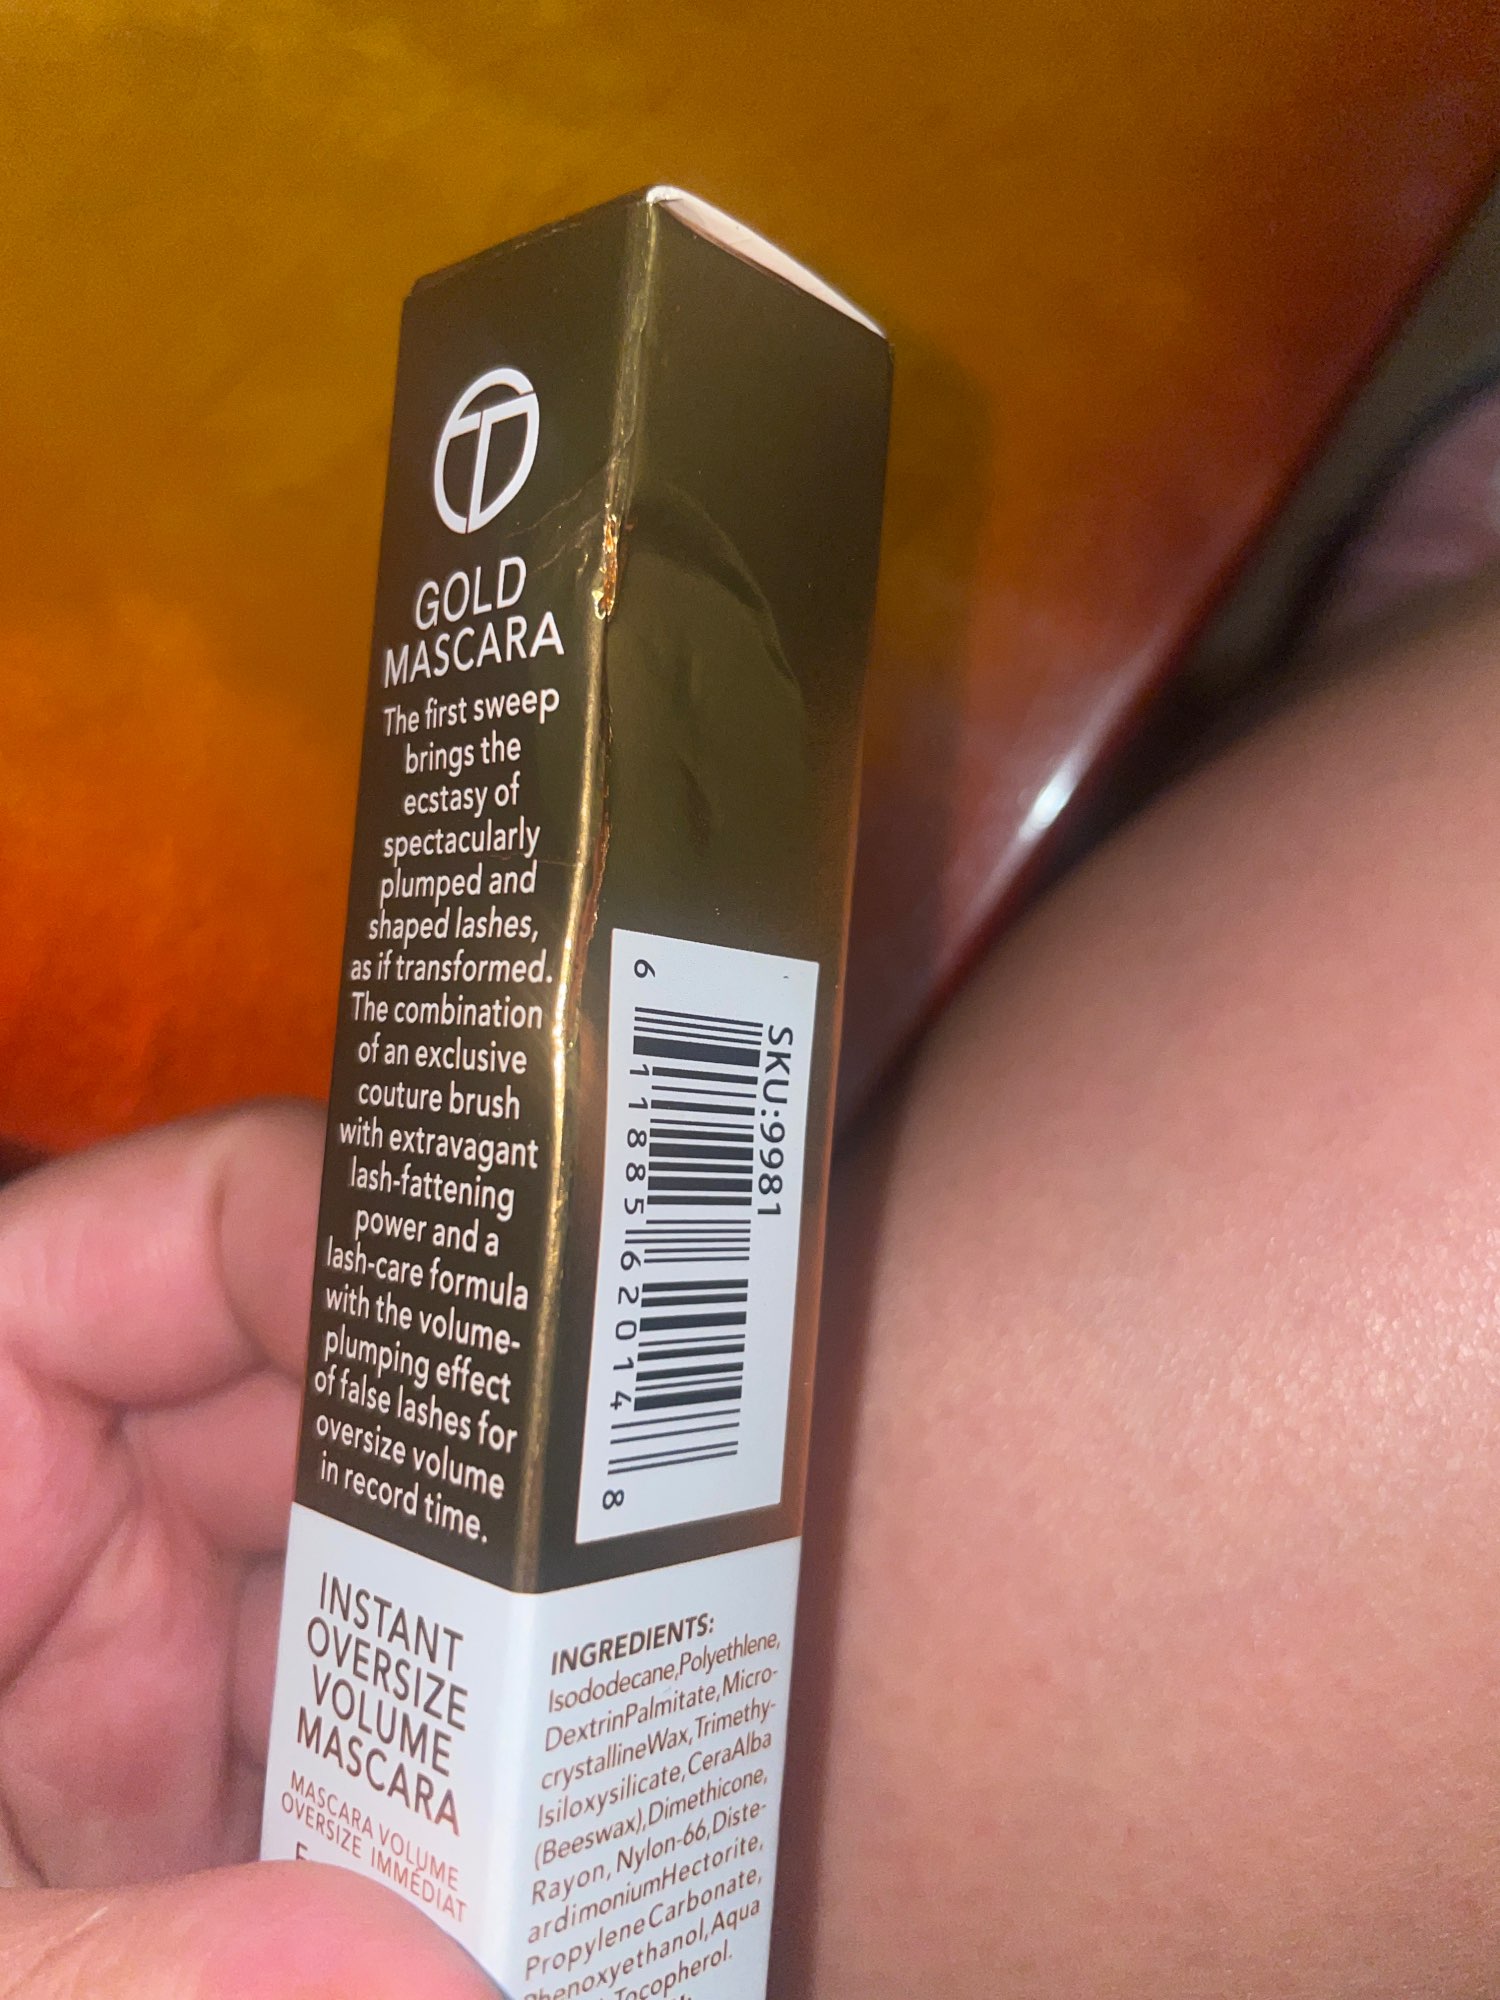 GOLD
MASCARA
The first sweep
brings the
ecstasy of
spectacularly
plumped and
shaped lashes,
as if transformed.
The combination
of an exclusive
couture brush
with extravagant
lash-fattening
power and a
lash-care formula
with the volume-
plumping effect
of false lashes for
oversize volume
in record time.
INSTANT
OVERSIZE
VOLUME
MASCARA
MASCARA VOLUME
OVERSIZE IMMÉDIAT
SKU:9981
6 11885 62014 8
INGREDIENTS:
Isododecane,Polyethlene,
DextrinPalmitate,Micro-
crystallineWax,Trimethy-
lsiloxysilicate,CeraAlba
(Beeswax),Dimethicone,
Rayon, Nylon-66,Diste-
ardimoniumHectorite,
PropyleneCarbonate,
Phenoxyethanol,Aqua
Tocopherol.